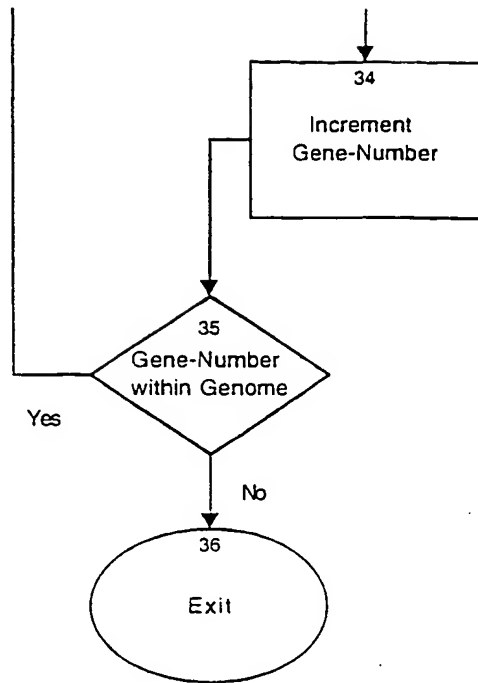 34
Increment
Gene-Number
35
Gene-Number
within Genome
Yes
No
36
Exit